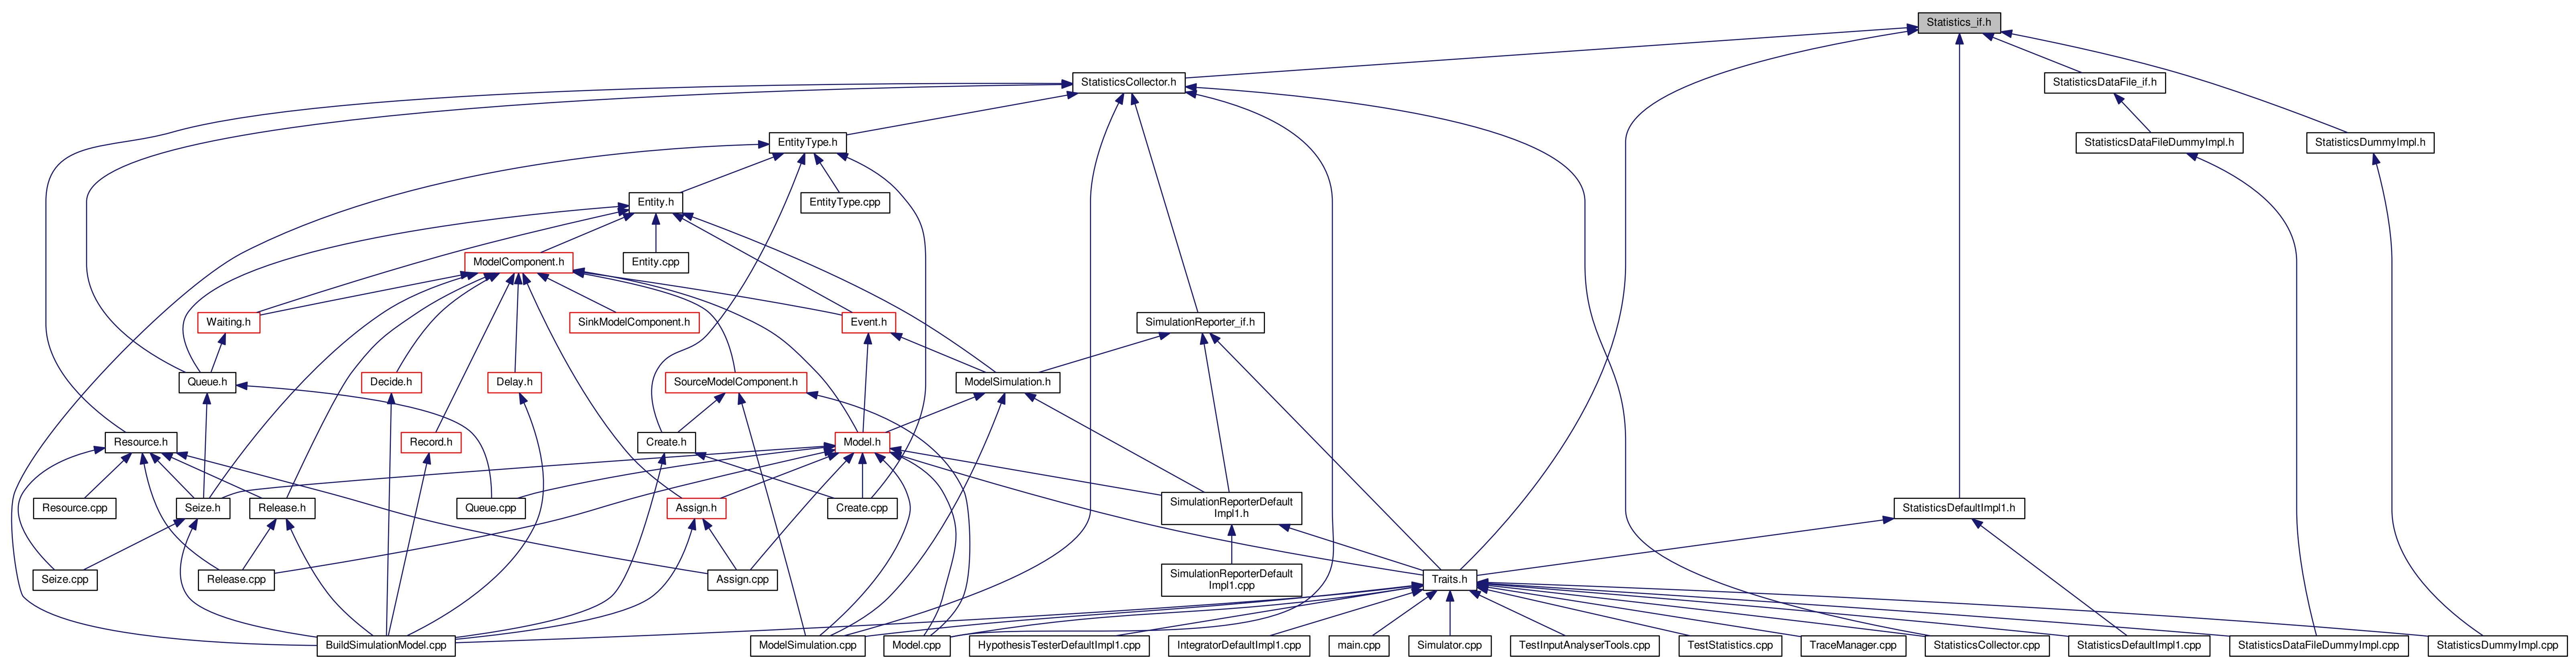 Statistics_if.h
StatisticsCollector.h
StatisticsDataFile_if.h
EntityType.h
StatisticsDataFileDummyImpl.h
StatisticsDummyImpl.h
Entity.h
EntityType.cpp
ModelComponent.h
Entity.cpp
Waiting.h
SinkModelComponent.h
Event.h
SimulationReporter_if.h
Queue.h
Decide.h
Delay.h
SourceModelComponent.h
ModelSimulation.h
Resource.h
Record.h
Create.h
Model.h
Resource.cpp
Seize.h
Release.h
Queue.cpp
Assign.h
Create.cpp
SimulationReporterDefault
Impl1.h
StatisticsDefaultImpl1.h
Seize.cpp
Release.cpp
Assign.cpp
SimulationReporterDefault
Impl1.cpp
Traits.h
BuildSimulationModel.cpp
ModelSimulation.cpp
Model.cpp
HypothesisTesterDefaultImpl1.cpp
IntegratorDefaultImpl1.cpp
main.cpp
Simulator.cpp
TestInputAnalyserTools.cpp
TestStatistics.cpp
TraceManager.cpp
StatisticsCollector.cpp
StatisticsDefaultImpl1.cpp
StatisticsDataFileDummyImpl.cpp
StatisticsDummyImpl.cpp